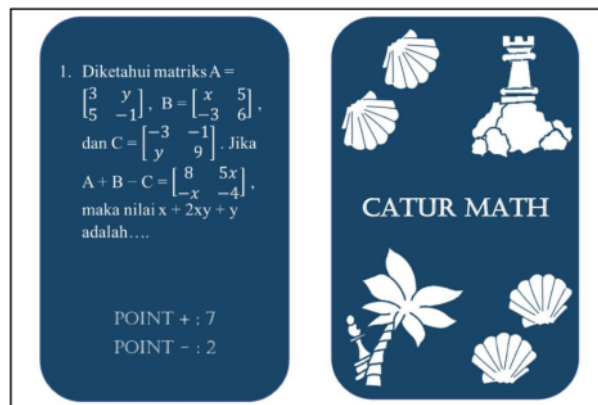 1. Diketahui matriks A =
[3 y
5 −1], B = [x 5
−3 6],
dan C = [−3 −1
y 9]. Jika
A + B − C = [8 5x
−x −4],
maka nilai x + 2xy + y
adalah….
POINT + : 7
POINT − : 2
CATUR MATH